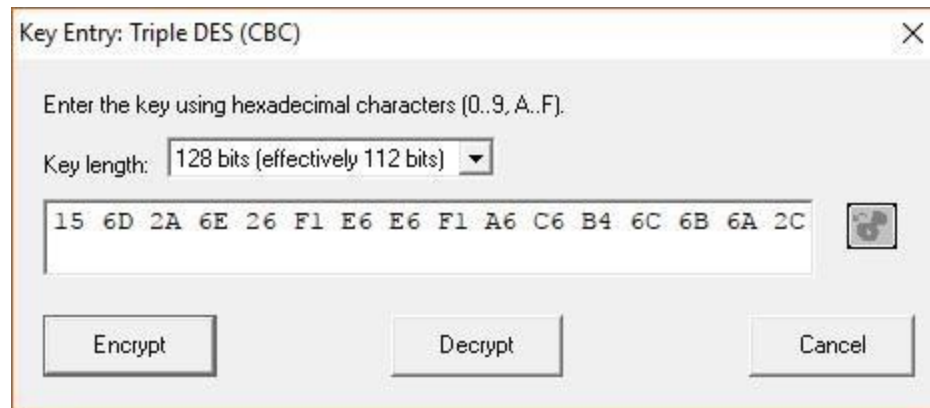 Key Entry: Triple DES (CBC)
Enter the key using hexadecimal characters (0..9, A..F).
Key length: 128 bits (effectively 112 bits)
15 6D 2A 6E 26 F1 E6 E6 F1 A6 C6 B4 6C 6B 6A 2C
Encrypt Decrypt Cancel